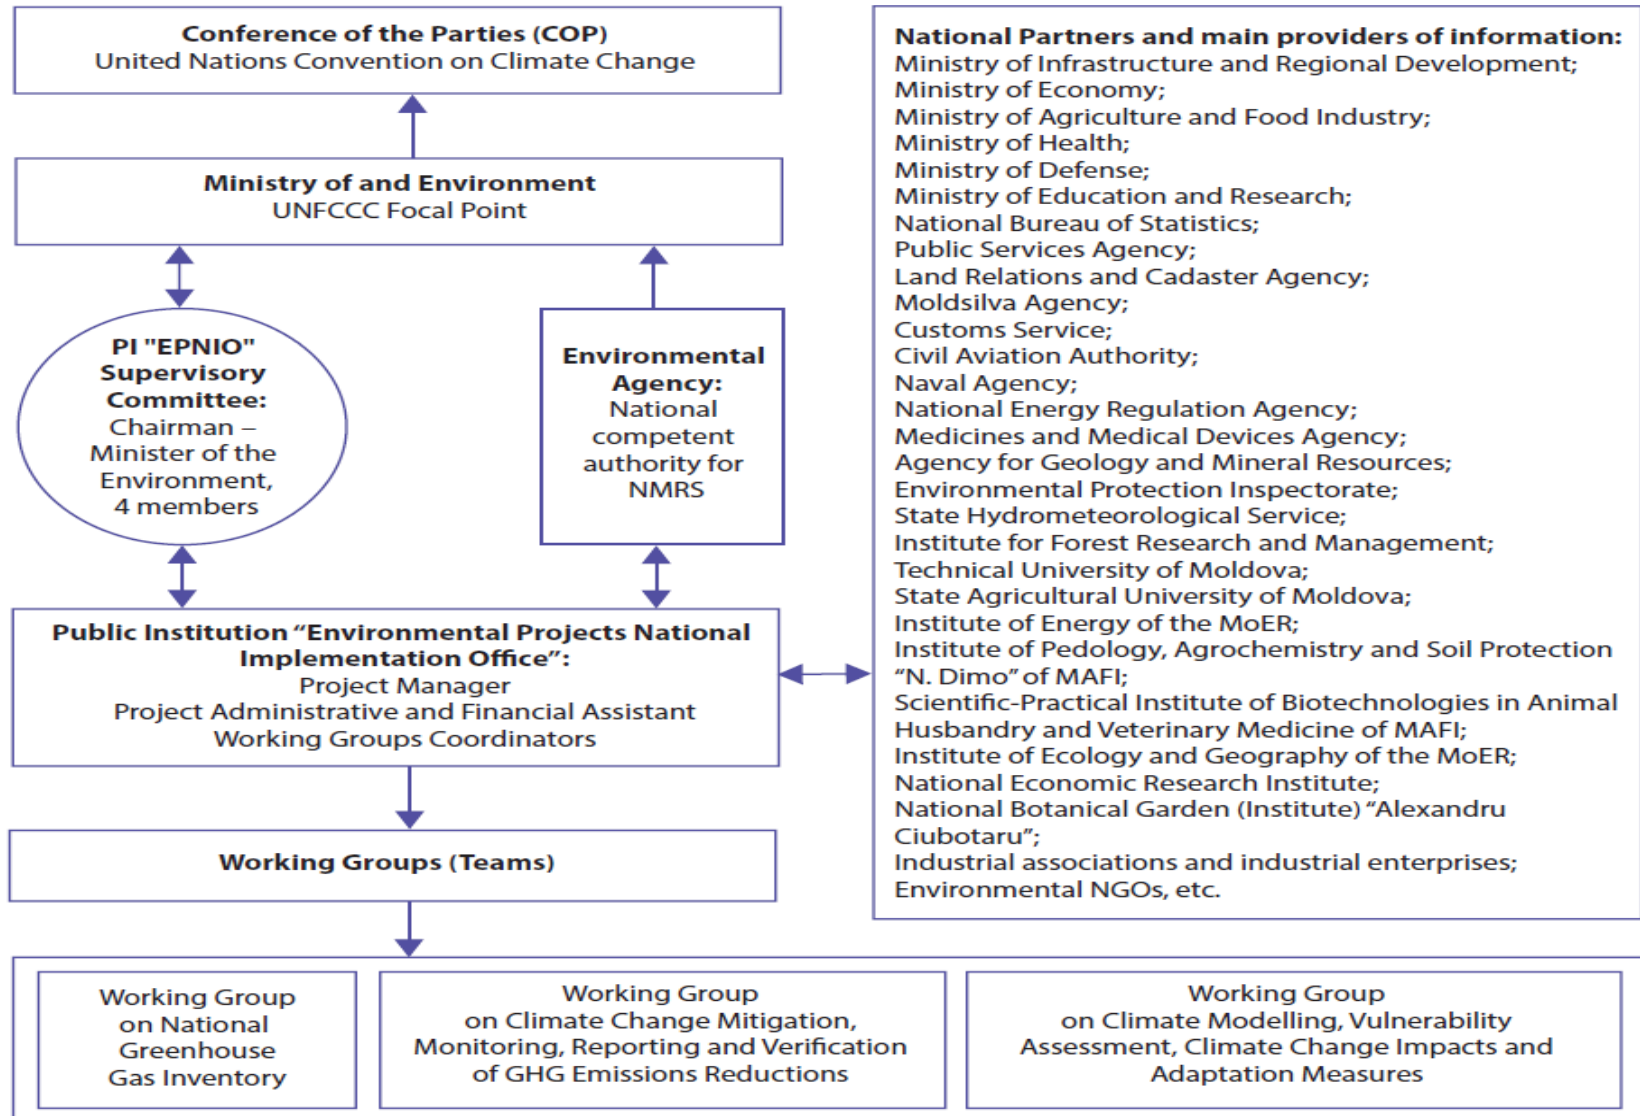 Conference of the Parties (COP)
United Nations Convention on Climate Change
Ministry of and Environment
UNFCCC Focal Point
PI "EPNIO"
Supervisory
Committee:
Chairman –
Minister of the
Environment,
4 members
Environmental
Agency:
National
competent
authority for
NMRS
Public Institution “Environmental Projects National
Implementation Office”:
Project Manager
Project Administrative and Financial Assistant
Working Groups Coordinators
Working Groups (Teams)
National Partners and main providers of information:
Ministry of Infrastructure and Regional Development;
Ministry of Economy;
Ministry of Agriculture and Food Industry;
Ministry of Health;
Ministry of Defense;
Ministry of Education and Research;
National Bureau of Statistics;
Public Services Agency;
Land Relations and Cadaster Agency;
Moldsilva Agency;
Customs Service;
Civil Aviation Authority;
Naval Agency;
National Energy Regulation Agency;
Medicines and Medical Devices Agency;
Agency for Geology and Mineral Resources;
Environmental Protection Inspectorate;
State Hydrometeorological Service;
Institute for Forest Research and Management;
Technical University of Moldova;
State Agricultural University of Moldova;
Institute of Energy of the MoER;
Institute of Pedology, Agrochemistry and Soil Protection
“N. Dimo” of MAFI;
Scientific-Practical Institute of Biotechnologies in Animal
Husbandry and Veterinary Medicine of MAFI;
Institute of Ecology and Geography of the MoER;
National Economic Research Institute;
National Botanical Garden (Institute) “Alexandru
Ciubotaru”;
Industrial associations and industrial enterprises;
Environmental NGOs, etc.
Working Group
on National
Greenhouse
Gas Inventory
Working Group
on Climate Change Mitigation,
Monitoring, Reporting and Verification
of GHG Emissions Reductions
Working Group
on Climate Modelling, Vulnerability
Assessment, Climate Change Impacts and
Adaptation Measures